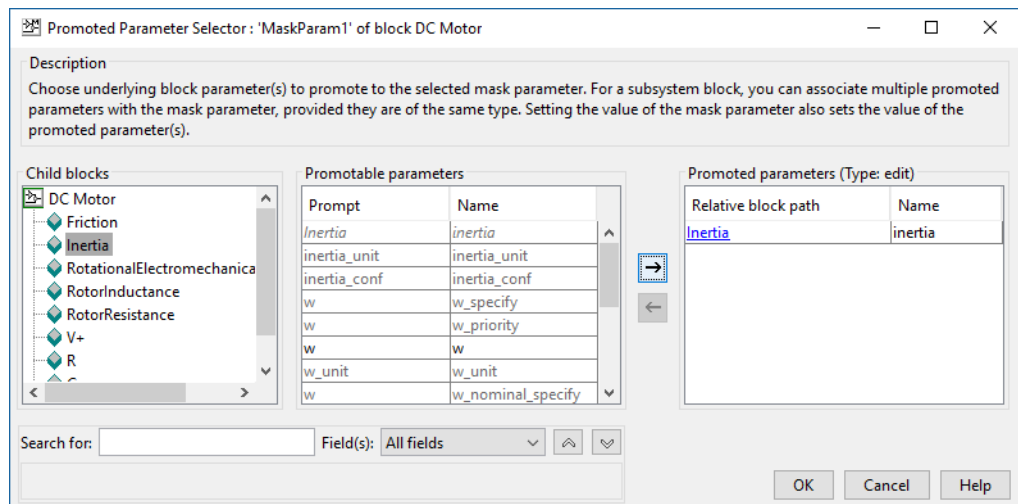 Promoted Parameter Selector : 'MaskParam1' of block DC Motor
Description
Choose underlying block parameter(s) to promote to the selected mask parameter. For a subsystem block, you can associate multiple promoted
parameters with the mask parameter, provided they are of the same type. Setting the value of the mask parameter also sets the value of the
promoted parameter(s).
Child blocks
DC Motor
Friction
Inertia
RotationalElectromechanica
RotorInductance
RotorResistance
V+
R
Promotable parameters
Prompt Name
Inertia inertia
inertia_unit inertia_unit
inertia_conf inertia_conf
w w_specify
w w_priority
w w
w_unit w_unit
w w_nominal_specify
Promoted parameters (Type: edit)
Relative block path Name
Inertia inertia
Search for: Field(s): All fields
OK Cancel Help